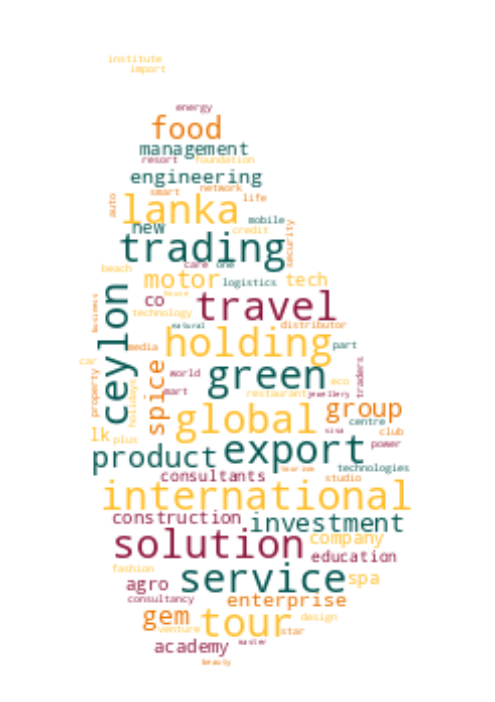 institute
import
energy
food
management
resort foundation
engineering
smart network
auto lanka life
new mobile
credit
trading security
care one
beach
motor logistics tech
ceylon co house
business travel
technology
natural distributor
media holding part
car
world green traders
property holidays spice mart eco
restaurant jewellery
global group
centre
lk plus visa club
product export power
consultants tourism technologies
studio
international
construction investment
solution company
education
fashion
agro service spa
consultancy enterprise
gem tour design
venture star
academy master
beauty